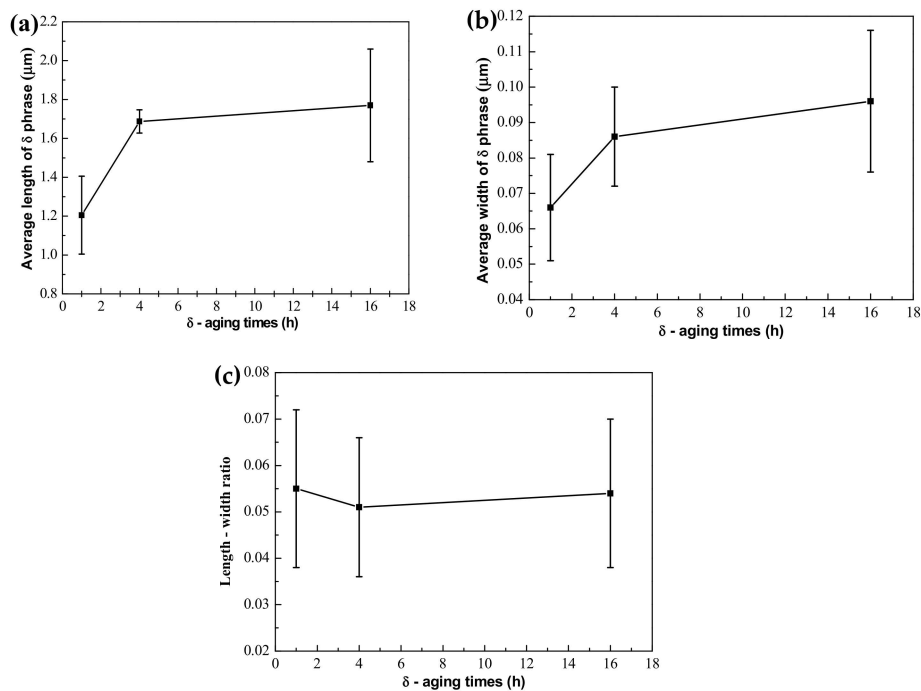 (a)
Average length of δ phrase (μm)
2.2
2.0
1.8
1.6
1.4
1.2
1.0
0.8
0 2 4 6 8 10 12 14 16 18
δ - aging times (h)
(b)
Average width of δ phrase (μm)
0.12
0.11
0.10
0.09
0.08
0.07
0.06
0.05
0.04
0 2 4 6 8 10 12 14 16 18
δ - aging times (h)
(c)
Length - width ratio
0.08
0.07
0.06
0.05
0.04
0.03
0.02
0 2 4 6 8 10 12 14 16 18
δ - aging times (h)